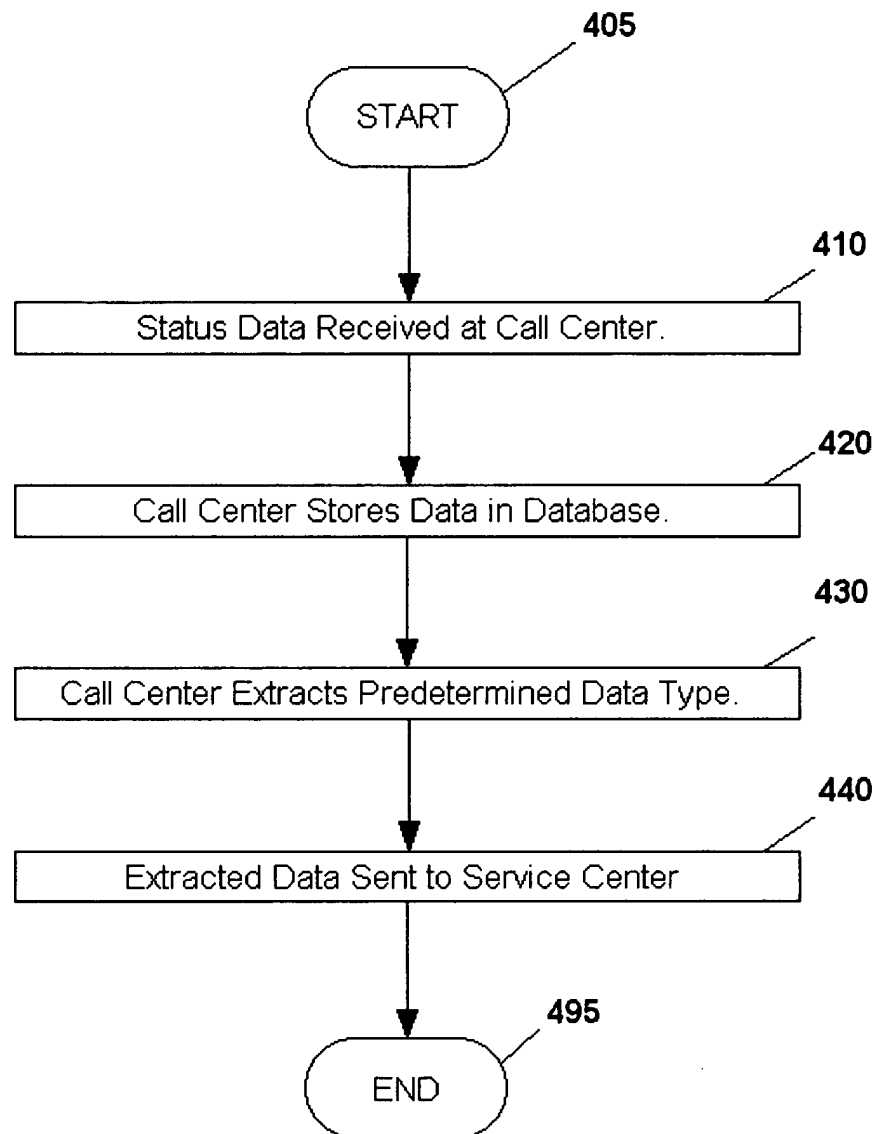 405
START
410
Status Data Received at Call Center.
420
Call Center Stores Data in Database.
430
Call Center Extracts Predetermined Data Type.
440
Extracted Data Sent to Service Center
495
END